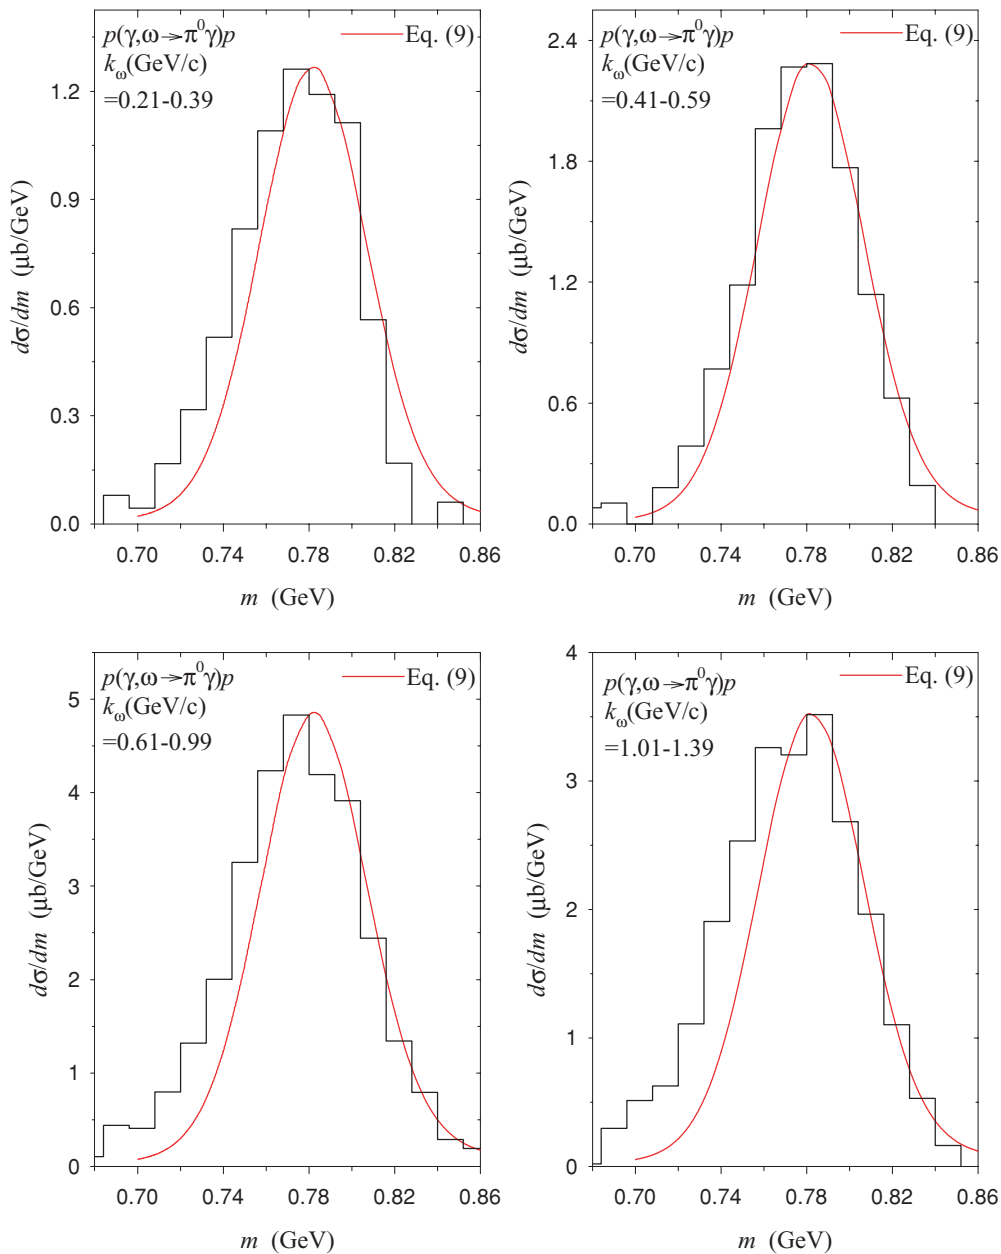 p(γ,ω→π⁰γ)p
Eq. (9)
k_ω(GeV/c)
=0.21-0.39
1.2
0.9
0.6
0.3
0.0
dσ/dm (μb/GeV)
0.70 0.74 0.78 0.82 0.86
m (GeV)
p(γ,ω→π⁰γ)p
Eq. (9)
k_ω(GeV/c)
=0.41-0.59
2.4
1.8
1.2
0.6
0.0
dσ/dm (μb/GeV)
0.70 0.74 0.78 0.82 0.86
m (GeV)
p(γ,ω→π⁰γ)p
Eq. (9)
k_ω(GeV/c)
=0.61-0.99
5
4
3
2
1
0
dσ/dm (μb/GeV)
0.70 0.74 0.78 0.82 0.86
m (GeV)
p(γ,ω→π⁰γ)p
Eq. (9)
k_ω(GeV/c)
=1.01-1.39
4
3
2
1
0
dσ/dm (μb/GeV)
0.70 0.74 0.78 0.82 0.86
m (GeV)